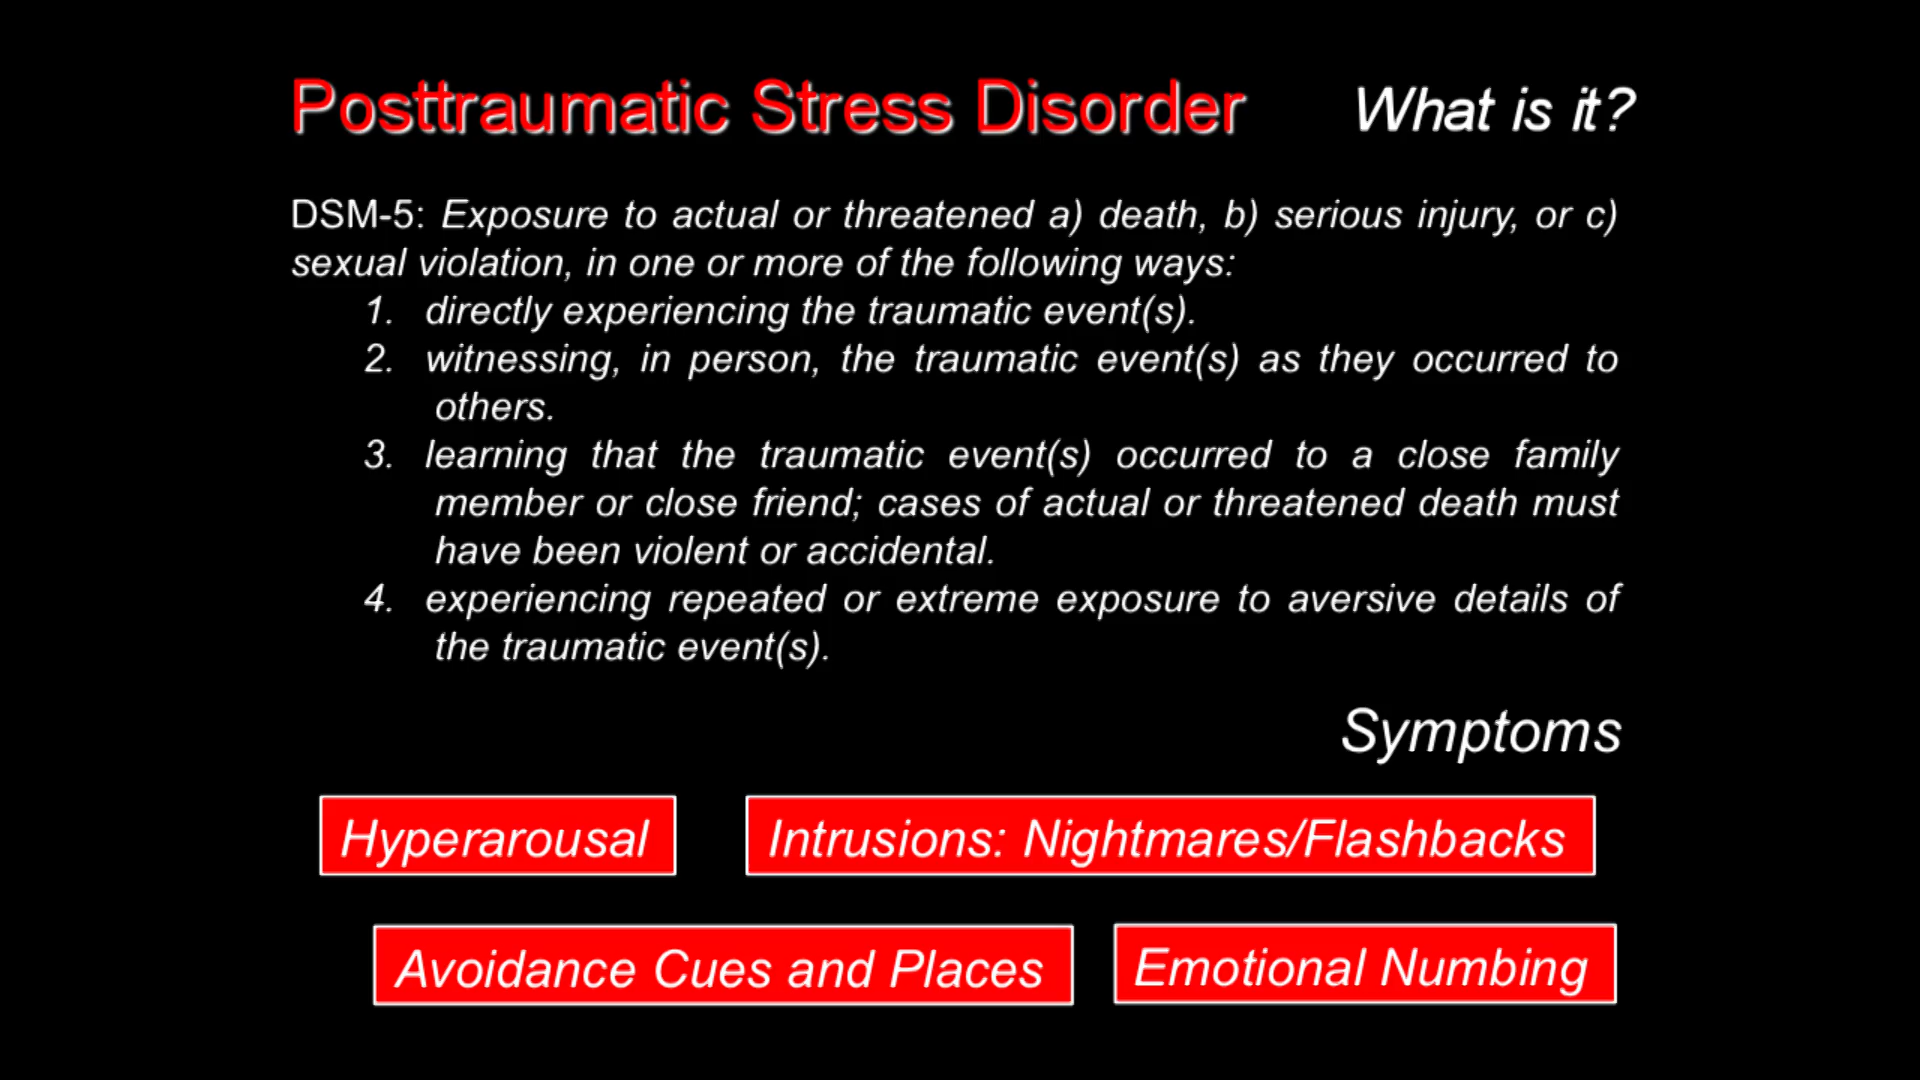 Posttraumatic Stress Disorder What is it?
DSM-5: Exposure to actual or threatened a) death, b) serious injury, or c)
sexual violation, in one or more of the following ways:
1. directly experiencing the traumatic event(s).
2. witnessing, in person, the traumatic event(s) as they occurred to
others.
3. learning that the traumatic event(s) occurred to a close family
member or close friend; cases of actual or threatened death must
have been violent or accidental.
4. experiencing repeated or extreme exposure to aversive details of
the traumatic event(s).
Symptoms
Hyperarousal
Intrusions: Nightmares/Flashbacks
Avoidance Cues and Places
Emotional Numbing